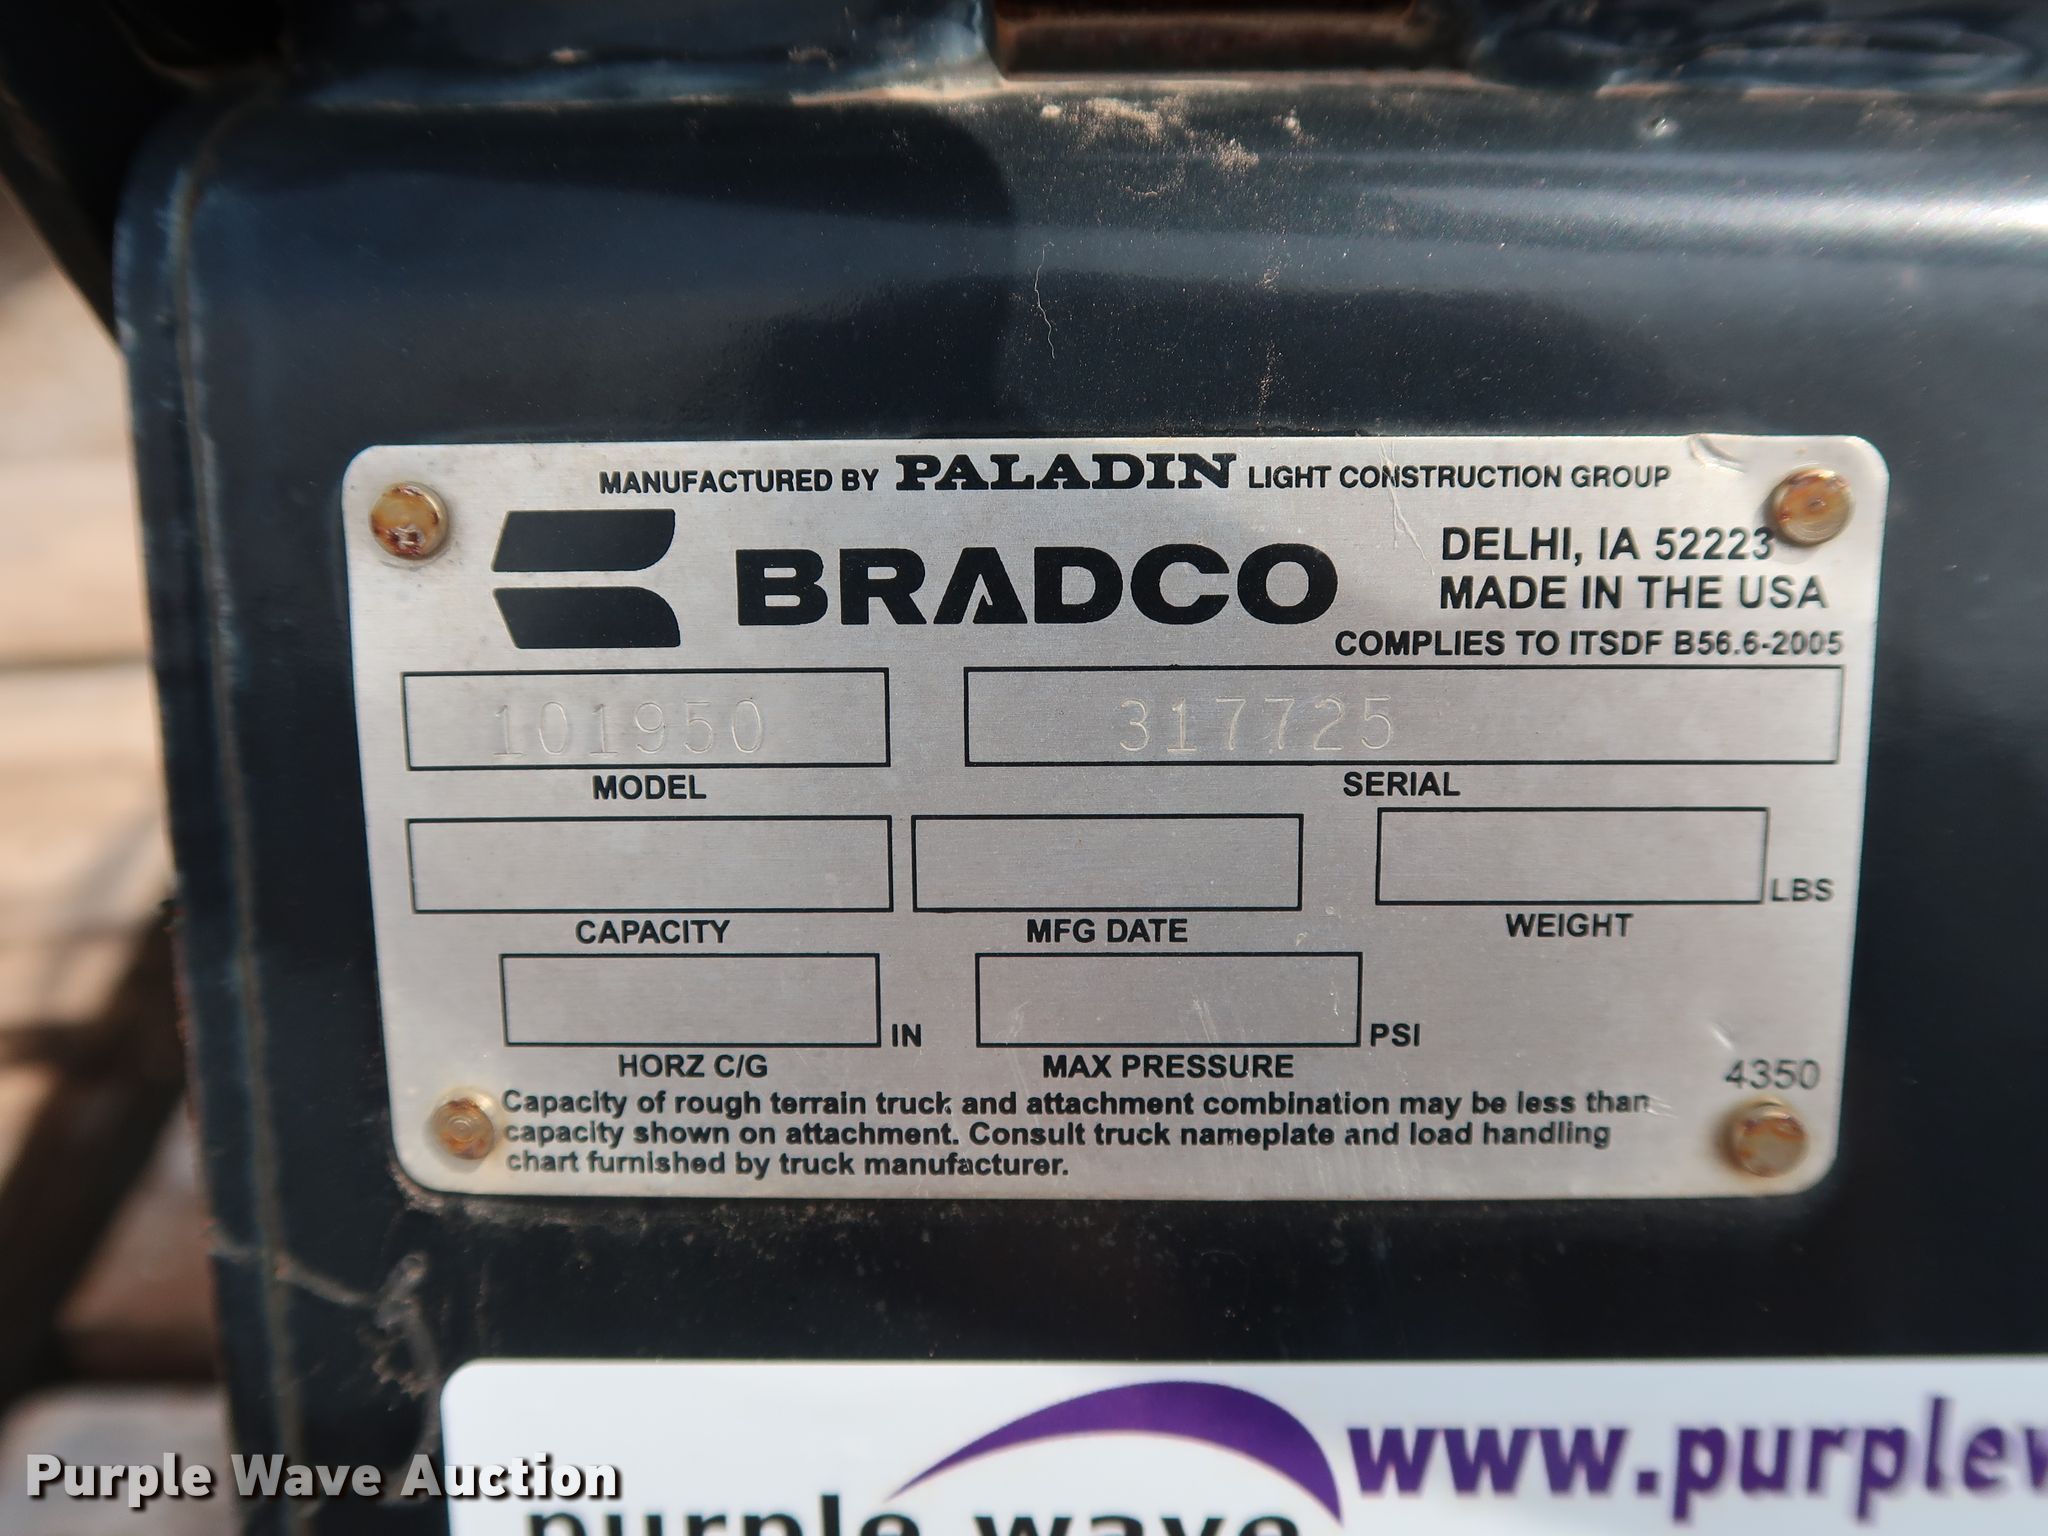 MANUFACTURED BY PALADIN LIGHT CONSTRUCTION GROUP
BRADCO
DELHI, IA 52223
MADE IN THE USA
COMPLIES TO ITSDF B56.6-2005
101950
317725
MODEL
SERIAL
LBS
CAPACITY
MFG DATE
WEIGHT
IN
PSI
HORZ C/G
MAX PRESSURE
4350
Capacity of rough terrain truck and attachment combination may be less than
capacity shown on attachment. Consult truck nameplate and load handling
chart furnished by truck manufacturer.
www.purplew
purple wave
Purple Wave Auction